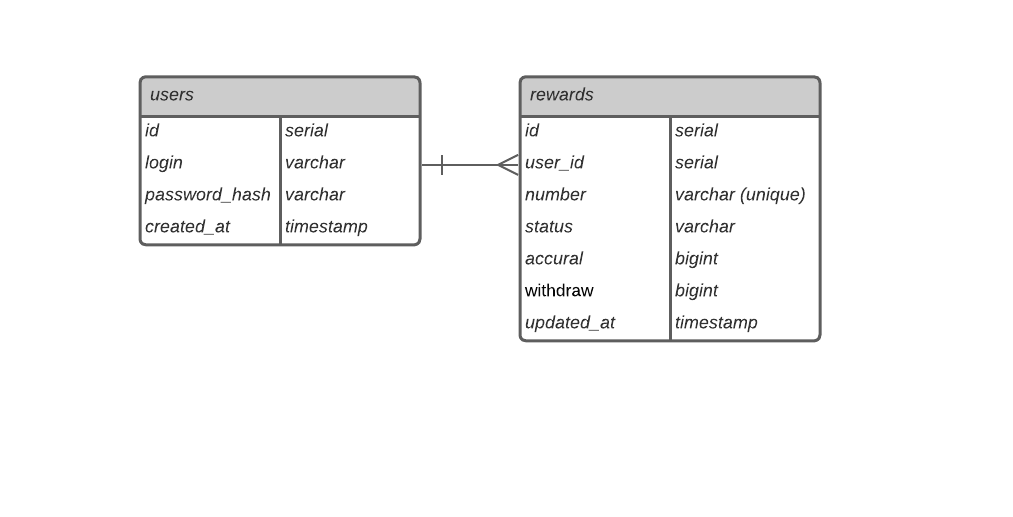 users
id serial
login varchar
password_hash varchar
created_at timestamp
rewards
id serial
user_id serial
number varchar (unique)
status varchar
accural bigint
withdraw bigint
updated_at timestamp